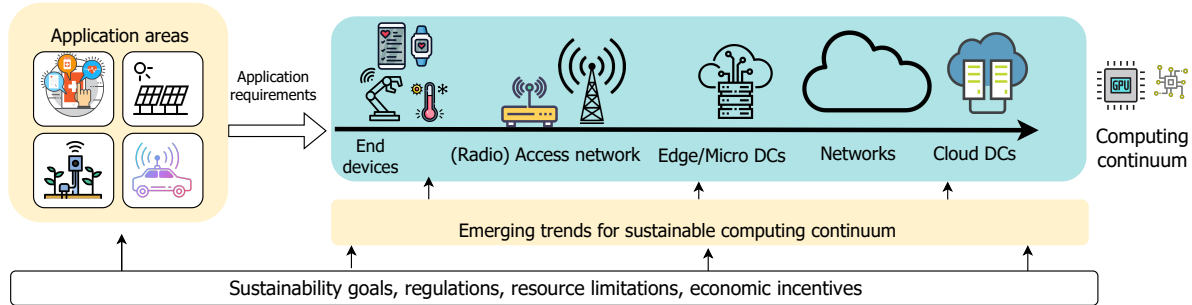 Application areas
Application
requirements
End
devices
(Radio) Access network
Edge/Micro DCs
Networks
Cloud DCs
GPU
Computing
continuum
Emerging trends for sustainable computing continuum
Sustainability goals, regulations, resource limitations, economic incentives